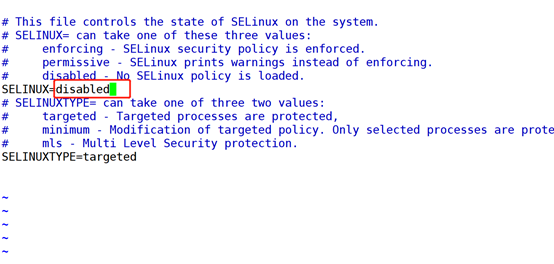 # This file controls the state of SELinux on the system.
# SELINUX= can take one of these three values:
#     enforcing - SELinux security policy is enforced.
#     permissive - SELinux prints warnings instead of enforcing.
#     disabled - No SELinux policy is loaded.
SELINUX=disabled
# SELINUXTYPE= can take one of three two values:
#     targeted - Targeted processes are protected,
#     minimum - Modification of targeted policy. Only selected processes are prote
#     mls - Multi Level Security protection.
SELINUXTYPE=targeted
~
~
~
~
~